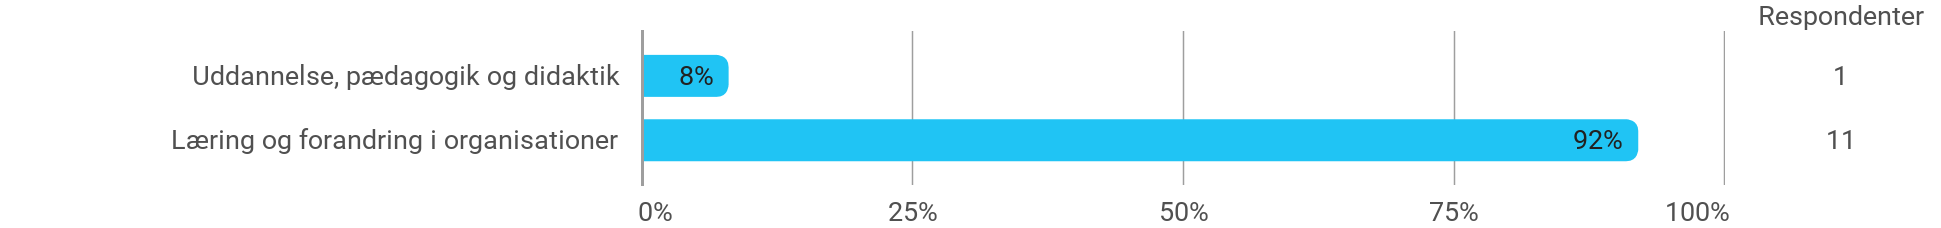 Respondenter
Uddannelse, pædagogik og didaktik 8% 1
Læring og forandring i organisationer 92% 11
0% 25% 50% 75% 100%